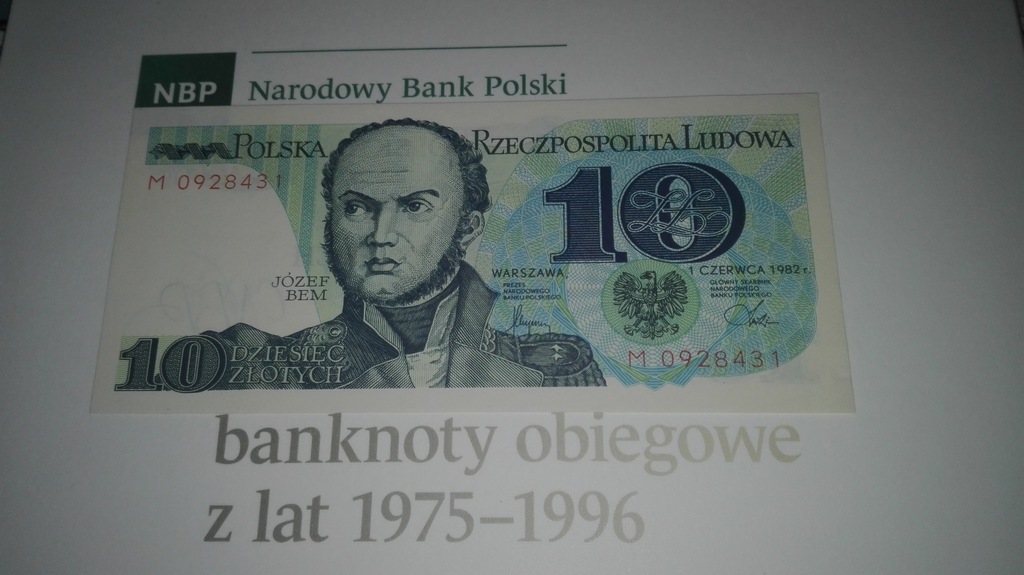 NBP Narodowy Bank Polski
POLSKA RZECZPOSPOLITA LUDOWA
M 0928431
10
JÓZEF
BEM
WARSZAWA, 1 CZERWCA 1982 r.
PREZES
NARODOWEGO
BANKU POLSKIEGO
GŁÓWNY SKARBNIK
NARODOWEGO
BANKU POLSKIEGO
M 0928431
10 DZIESIĘĆ
ZŁOTYCH
banknoty obiegowe
z lat 1975–1996